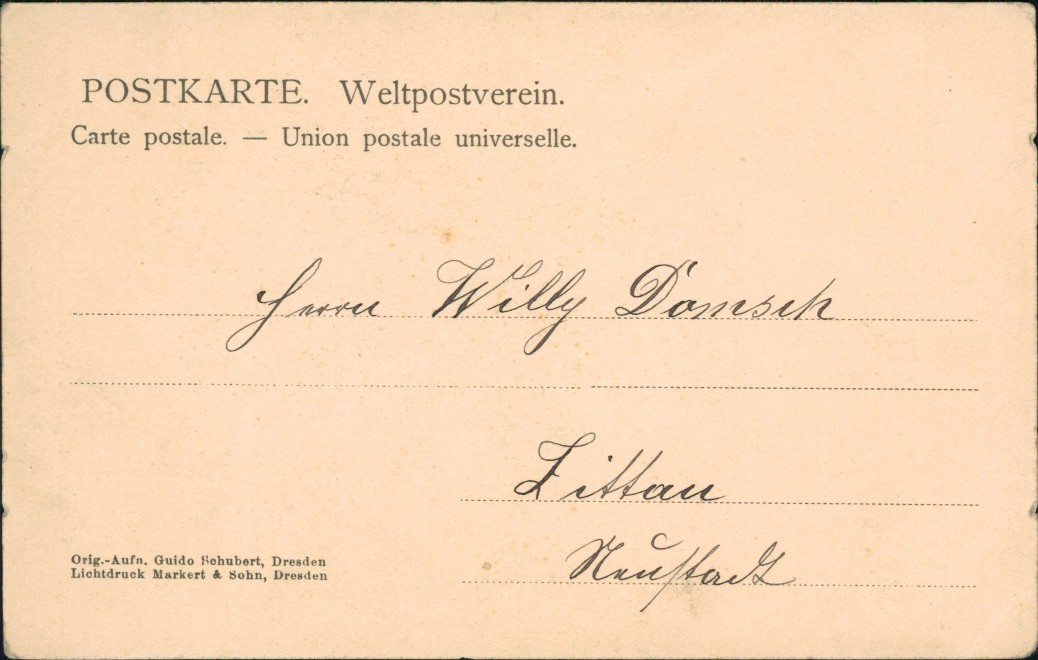 POSTKARTE. Weltpostverein.
Carte postale. — Union postale universelle.
Herrn Willy Domsch
Zittau
Neustadt
Orig.-Aufn. Guido Schubert, Dresden
Lichtdruck Markert & Sohn, Dresden